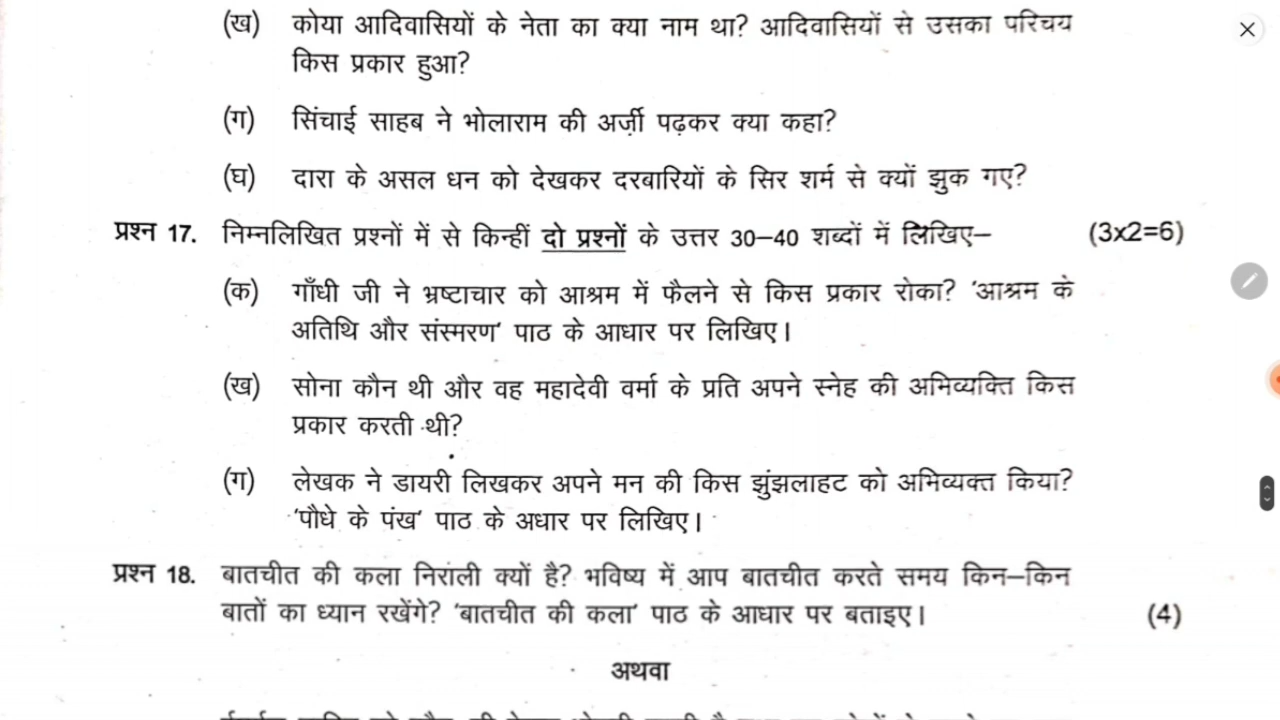 (ख) कोया आदिवासियों के नेता का क्या नाम था? आदिवासियों से उसका परिचय
किस प्रकार हुआ?
(ग) सिंचाई साहब ने भोलाराम की अर्ज़ी पढ़कर क्या कहा?
(घ) दारा के असल धन को देखकर दरबारियों के सिर शर्म से क्यों झुक गए?
प्रश्न 17. निम्नलिखित प्रश्नों में से किन्हीं दो प्रश्नों के उत्तर 30–40 शब्दों में लिखिए– (3x2=6)
(क) गाँधी जी ने भ्रष्टाचार को आश्रम में फैलने से किस प्रकार रोका? 'आश्रम के
अतिथि और संस्मरण' पाठ के आधार पर लिखिए।
(ख) सोना कौन थी और वह महादेवी वर्मा के प्रति अपने स्नेह की अभिव्यक्ति किस
प्रकार करती थी?
(ग) लेखक ने डायरी लिखकर अपने मन की किस झुंझलाहट को अभिव्यक्त किया?
'पौधे के पंख' पाठ के अधार पर लिखिए।
प्रश्न 18. बातचीत की कला निराली क्यों है? भविष्य में आप बातचीत करते समय किन–किन
बातों का ध्यान रखेंगे? 'बातचीत की कला' पाठ के आधार पर बताइए। (4)
अथवा